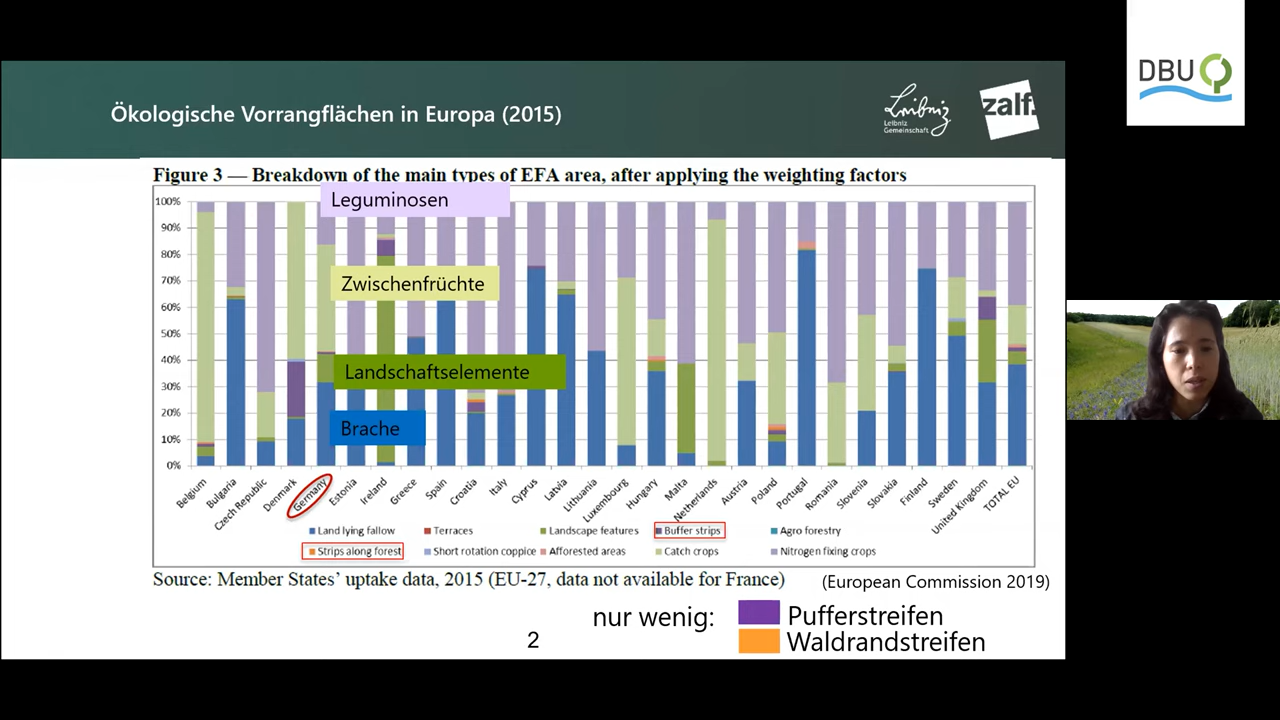 DBU
Ökologische Vorrangflächen in Europa (2015)
Leibniz
Leibniz
Gemeinschaft
zalf.
Figure 3 — Breakdown of the main types of EFA area, after applying the weighting factors
100%
90%
80%
70%
60%
50%
40%
30%
20%
10%
0%
Leguminosen
Zwischenfrüchte
Landschaftselemente
Brache
Belgium
Bulgaria
Czech Republic
Denmark
Germany
Estonia
Ireland
Greece
Spain
Croatia
Italy
Cyprus
Latvia
Lithuania
Luxembourg
Hungary
Malta
Netherlands
Austria
Poland
Portugal
Romania
Slovenia
Slovakia
Finland
Sweden
United Kingdom
TOTAL EU
Land lying fallow Terraces Landscape features Buffer strips Agro forestry
Strips along forest Short rotation coppice Afforested areas Catch crops Nitrogen fixing crops
Source: Member States’ uptake data, 2015 (EU-27, data not available for France)
(European Commission 2019)
nur wenig:
Pufferstreifen
Waldrandstreifen
2